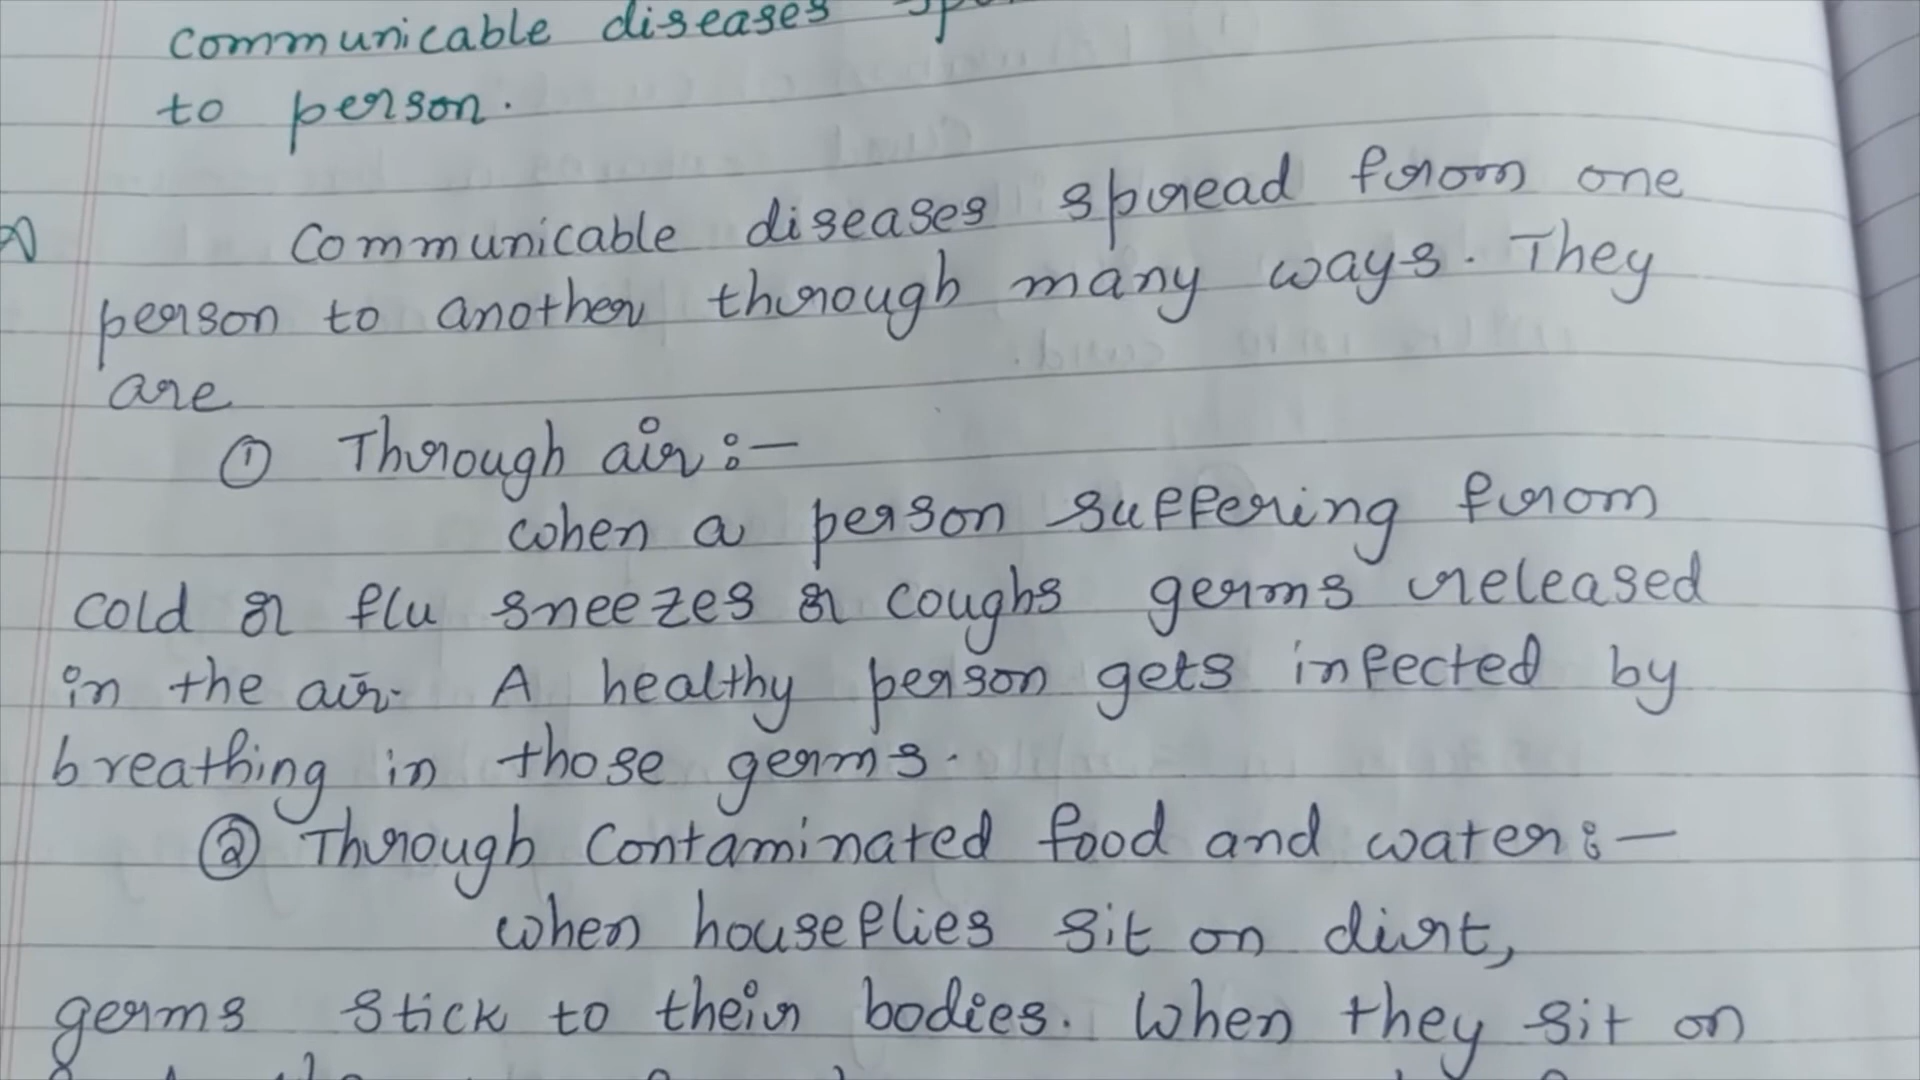 communicable diseases
to person.
Communicable diseases spread from one
person to another through many ways. They
are
① Through air :-
when a person suffering from
cold or flu sneezes or coughs germs released
in the air. A healthy person gets infected by
breathing in those germs.
② Through Contaminated food and water :-
when houseflies sit on dirt,
germs stick to their bodies. When they sit on